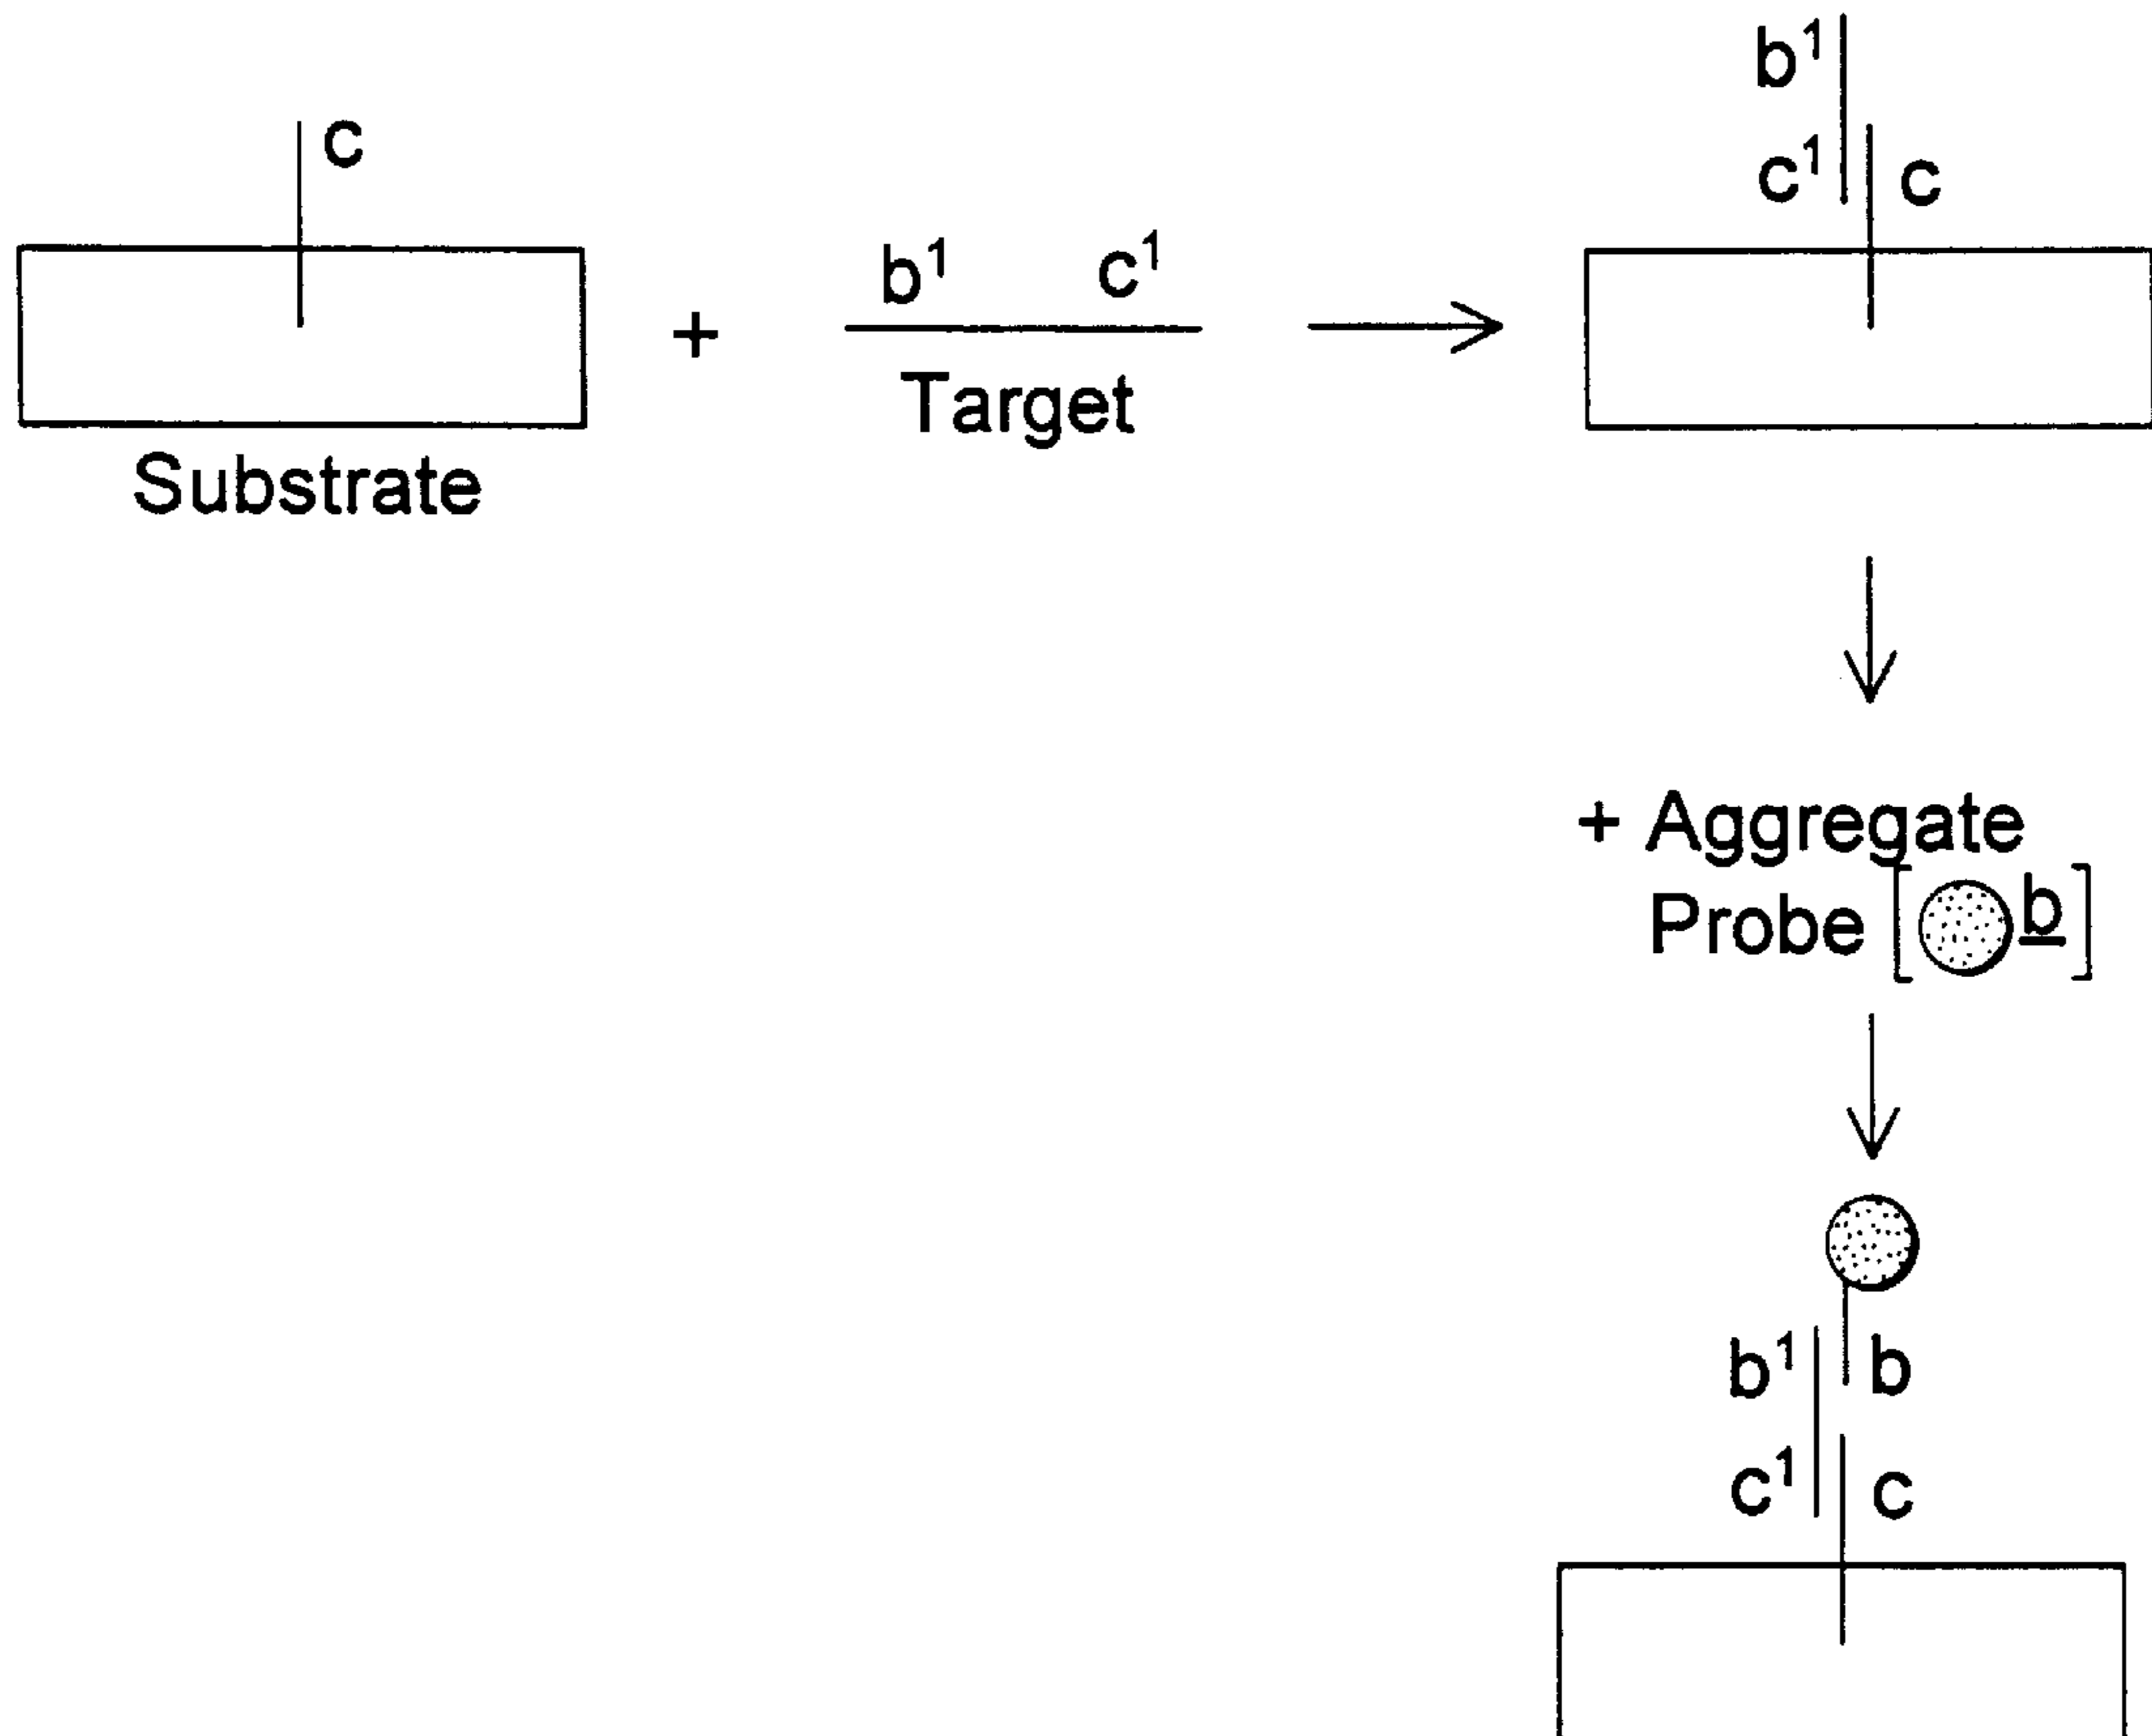 c
b¹ c¹
+
Target
Substrate
b¹
c¹ c
+ Aggregate
Probe [ b ]
b¹ b
c¹ c